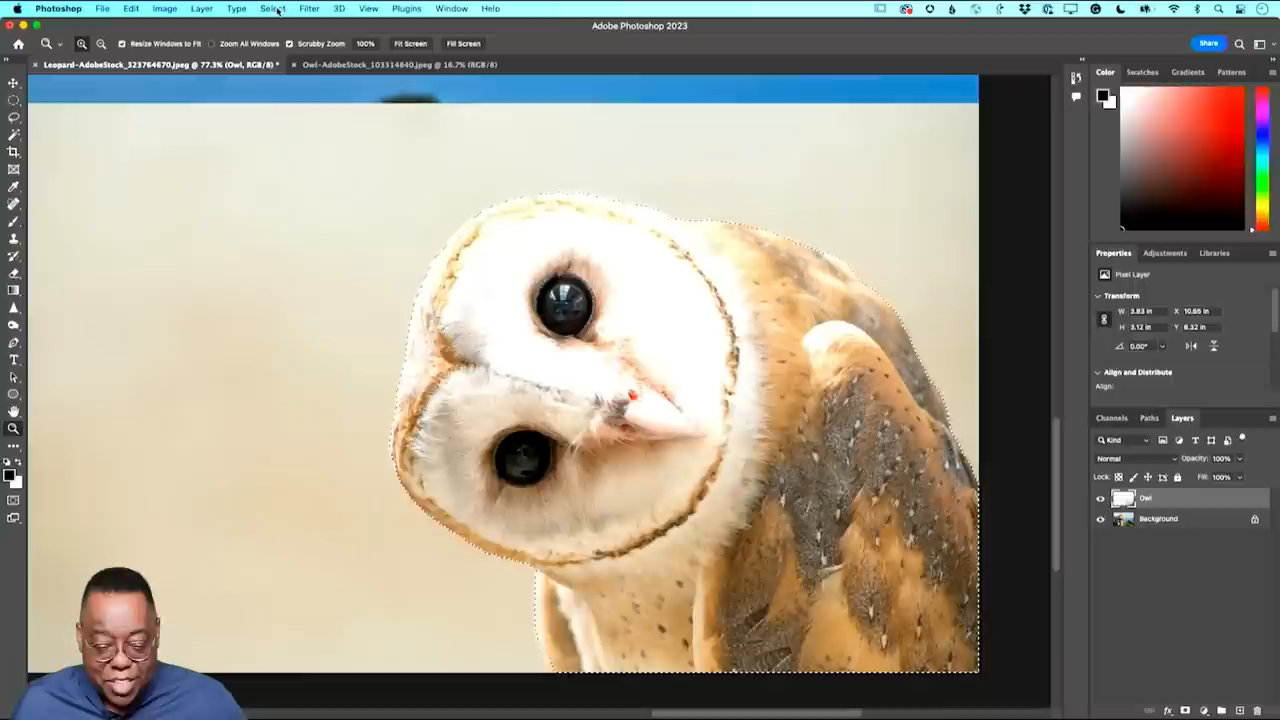 Photoshop File Edit Image Layer Type Select Filter 3D View Plugins Window Help
Adobe Photoshop 2023
Resize Windows to Fit Zoom All Windows Scrubby Zoom 100% Fit Screen Fill Screen Share
Leopard-AdobeStock_323764670.jpeg @ 77.3% (Owl, RGB/8) * Owl-AdobeStock_103314840.jpeg @ 16.7% (RGB/8)
Color Swatches Gradients Patterns
Properties Adjustments Libraries
Pixel Layer
Transform
W 3.83 in X 10.65 in
H 3.12 in Y 6.32 in
0.00°
Align and Distribute
Align:
Channels Paths Layers
Kind
Normal Opacity: 100%
Lock: Fill: 100%
Owl
Background